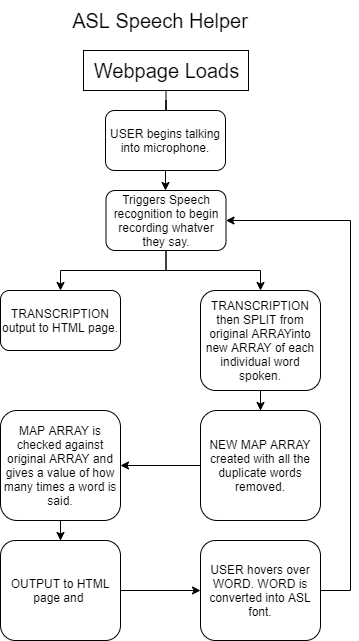 ASL Speech Helper
Webpage Loads
USER begins talking
into microphone.
Triggers Speech
recognition to begin
recording whatver
they say.
TRANSCRIPTION
output to HTML page.
TRANSCRIPTION
then SPLIT from
original ARRAYinto
new ARRAY of each
individual word
spoken.
MAP ARRAY is
checked against
original ARRAY and
gives a value of how
many times a word is
said.
NEW MAP ARRAY
created with all the
duplicate words
removed.
OUTPUT to HTML
page and
USER hovers over
WORD. WORD is
converted into ASL
font.